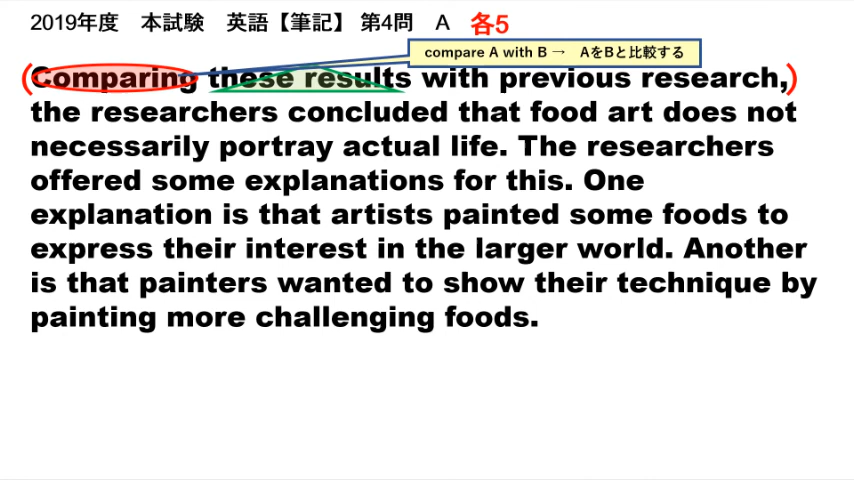 2019年度 本試験 英語【筆記】 第4問 A 各5
compare A with B → AをBと比較する
(Comparing these results with previous research,)
the researchers concluded that food art does not
necessarily portray actual life. The researchers
offered some explanations for this. One
explanation is that artists painted some foods to
express their interest in the larger world. Another
is that painters wanted to show their technique by
painting more challenging foods.